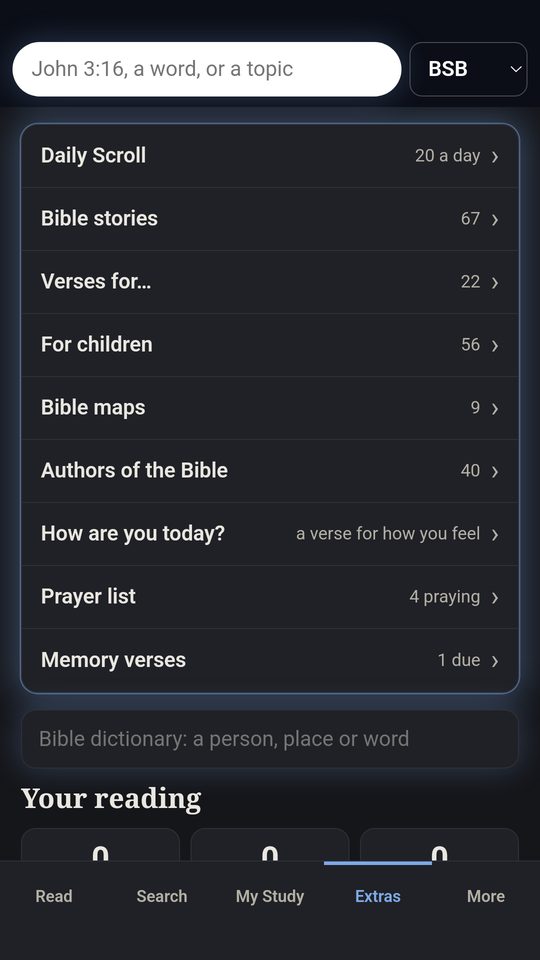 John 3:16, a word, or a topic
BSB
Daily Scroll 20 a day ›
Bible stories 67 ›
Verses for... 22 ›
For children 56 ›
Bible maps 9 ›
Authors of the Bible 40 ›
How are you today? a verse for how you feel ›
Prayer list 4 praying ›
Memory verses 1 due ›
Bible dictionary: a person, place or word
Your reading
0 0 0
Read Search My Study Extras More